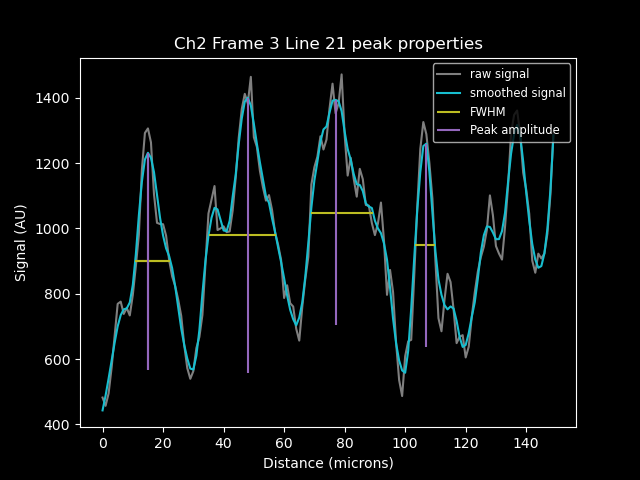 Ch2 Frame 3 Line 21 peak properties
raw signal
smoothed signal
FWHM
Peak amplitude
Signal (AU)
1400
1200
1000
800
600
400
0 20 40 60 80 100 120 140
Distance (microns)